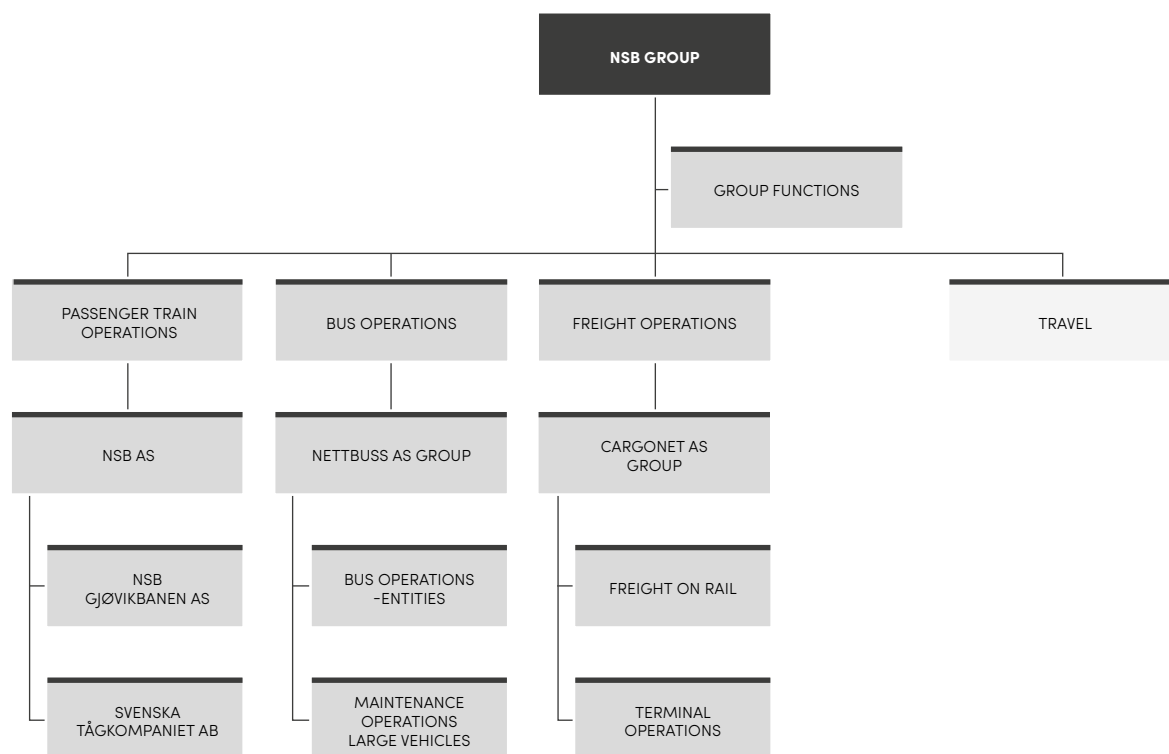 NSB GROUP
GROUP FUNCTIONS
PASSENGER TRAIN
OPERATIONS
BUS OPERATIONS
FREIGHT OPERATIONS
TRAVEL
NSB AS
NETTBUSS AS GROUP
CARGONET AS
GROUP
NSB
GJØVIKBANEN AS
BUS OPERATIONS
-ENTITIES
FREIGHT ON RAIL
SVENSKA
TÅGKOMPANIET AB
MAINTENANCE
OPERATIONS
LARGE VEHICLES
TERMINAL
OPERATIONS